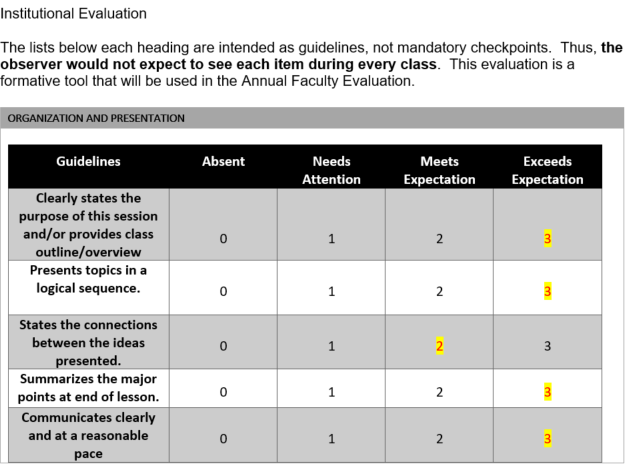 Institutional Evaluation
The lists below each heading are intended as guidelines, not mandatory checkpoints.  Thus, the
observer would not expect to see each item during every class.  This evaluation is a
formative tool that will be used in the Annual Faculty Evaluation.
ORGANIZATION AND PRESENTATION
Guidelines Absent Needs Attention Meets Expectation Exceeds Expectation
Clearly states the
purpose of this session
and/or provides class
outline/overview
0 1 2 3
Presents topics in a
logical sequence.
0 1 2 3
States the connections
between the ideas
presented.
0 1 2 3
Summarizes the major
points at end of lesson.
0 1 2 3
Communicates clearly
and at a reasonable
pace
0 1 2 3